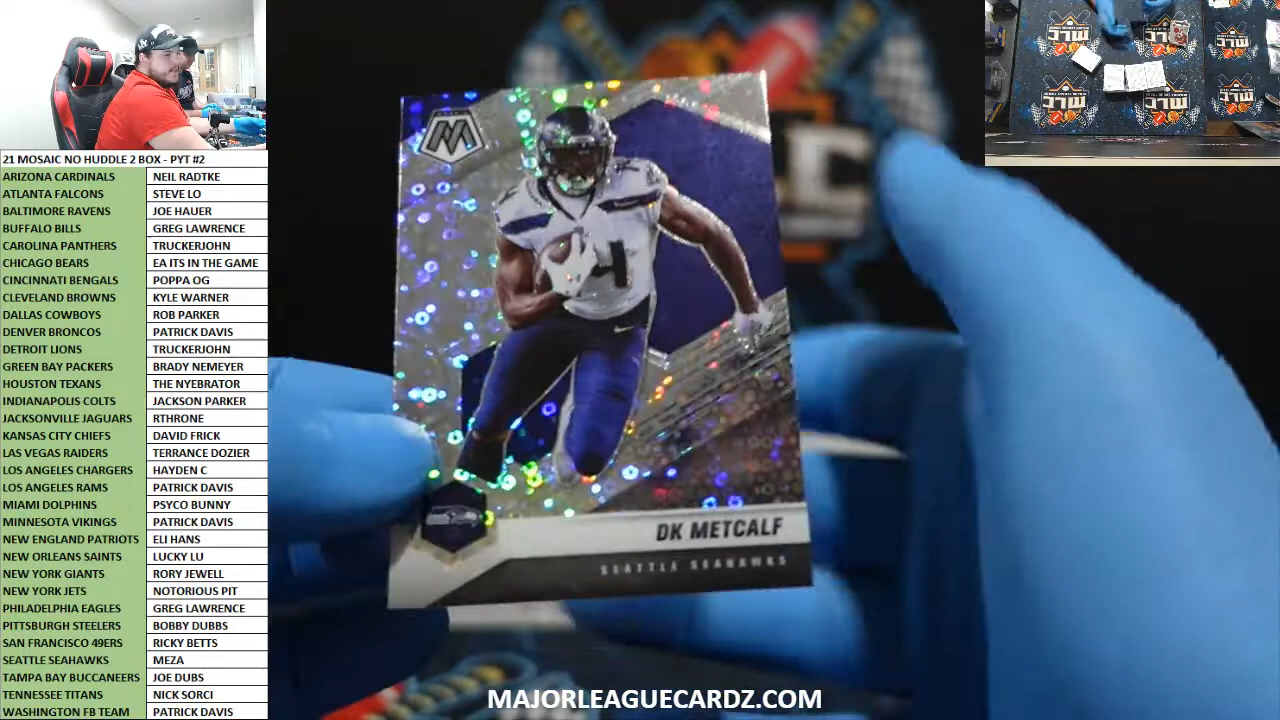 21 MOSAIC NO HUDDLE 2 BOX - PYT #2
ARIZONA CARDINALS NEIL RADTKE
ATLANTA FALCONS STEVE LO
BALTIMORE RAVENS JOE HAUER
BUFFALO BILLS GREG LAWRENCE
CAROLINA PANTHERS TRUCKERJOHN
CHICAGO BEARS EA ITS IN THE GAME
CINCINNATI BENGALS POPPA OG
CLEVELAND BROWNS KYLE WARNER
DALLAS COWBOYS ROB PARKER
DENVER BRONCOS PATRICK DAVIS
DETROIT LIONS TRUCKERJOHN
GREEN BAY PACKERS BRADY NEMEYER
HOUSTON TEXANS THE NYEBRATOR
INDIANAPOLIS COLTS JACKSON PARKER
JACKSONVILLE JAGUARS RTHRONE
KANSAS CITY CHIEFS DAVID FRICK
LAS VEGAS RAIDERS TERRANCE DOZIER
LOS ANGELES CHARGERS HAYDEN C
LOS ANGELES RAMS PATRICK DAVIS
MIAMI DOLPHINS PSYCO BUNNY
MINNESOTA VIKINGS PATRICK DAVIS
NEW ENGLAND PATRIOTS ELI HANS
NEW ORLEANS SAINTS LUCKY LU
NEW YORK GIANTS RORY JEWELL
NEW YORK JETS NOTORIOUS PIT
PHILADELPHIA EAGLES GREG LAWRENCE
PITTSBURGH STEELERS BOBBY DUBBS
SAN FRANCISCO 49ERS RICKY BETTS
SEATTLE SEAHAWKS MEZA
TAMPA BAY BUCCANEERS JOE DUBS
TENNESSEE TITANS NICK SORCI
WASHINGTON FB TEAM PATRICK DAVIS
M
14
DK METCALF
SEATTLE SEAHAWKS
MAJORLEAGUECARDZ.COM